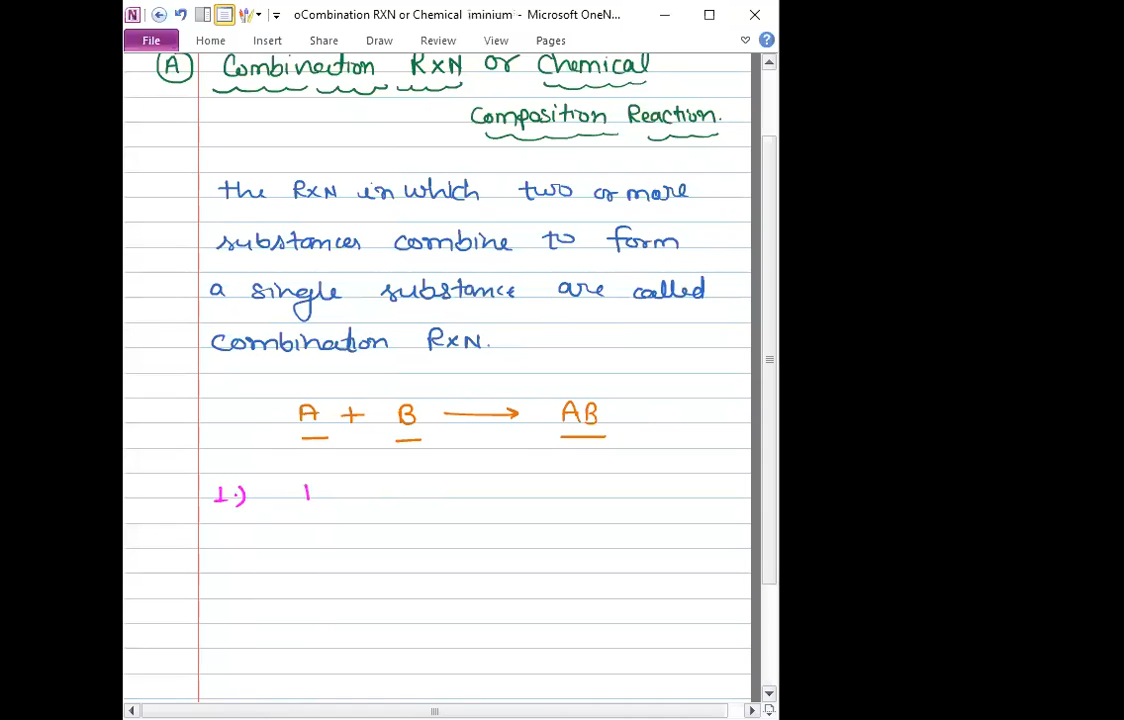 oCombination RXN or Chemical iminium - Microsoft OneN...
File Home Insert Share Draw Review View Pages
A Combination RXN or Chemical
Composition Reaction.
the RXN in which two or more
substances combine to form
a single substance are called
combination RXN.
A + B ⟶ AB
1.)